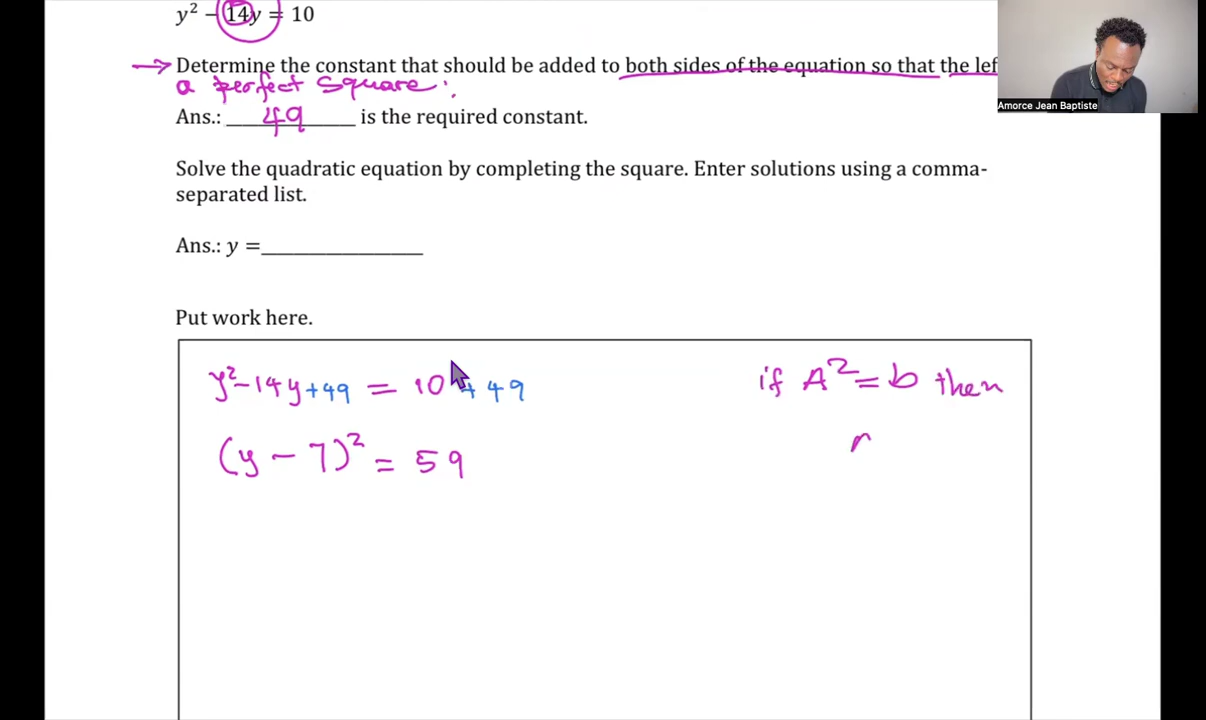 y² − 14y = 10
Determine the constant that should be added to both sides of the equation so that the lef
a perfect square.
Ans.: 49 is the required constant.
Solve the quadratic equation by completing the square. Enter solutions using a comma-
separated list.
Ans.: y =______________
Put work here.
y² - 14y + 49 = 10 + 49
(y - 7)² = 59
if A² = b then
Amorce Jean Baptiste